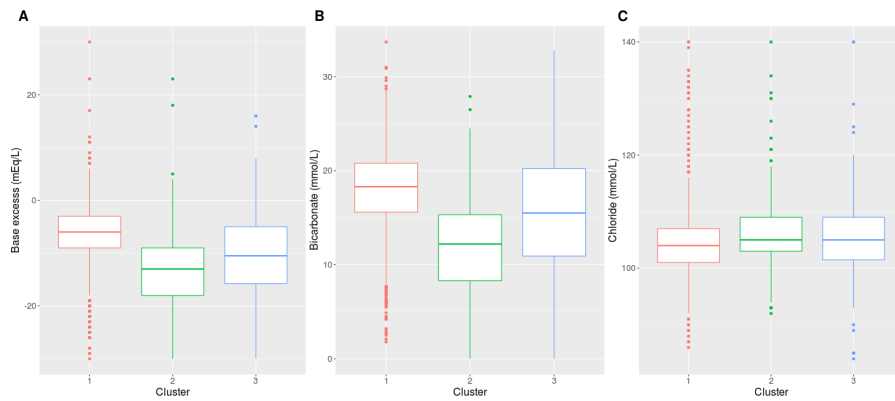 A
Base excesss (mEq/L)
20
0
-20
1
2
3
Cluster
B
Bicarbonate (mmol/L)
30
20
10
0
1
2
3
Cluster
C
Chloride (mmol/L)
140
120
100
1
2
3
Cluster